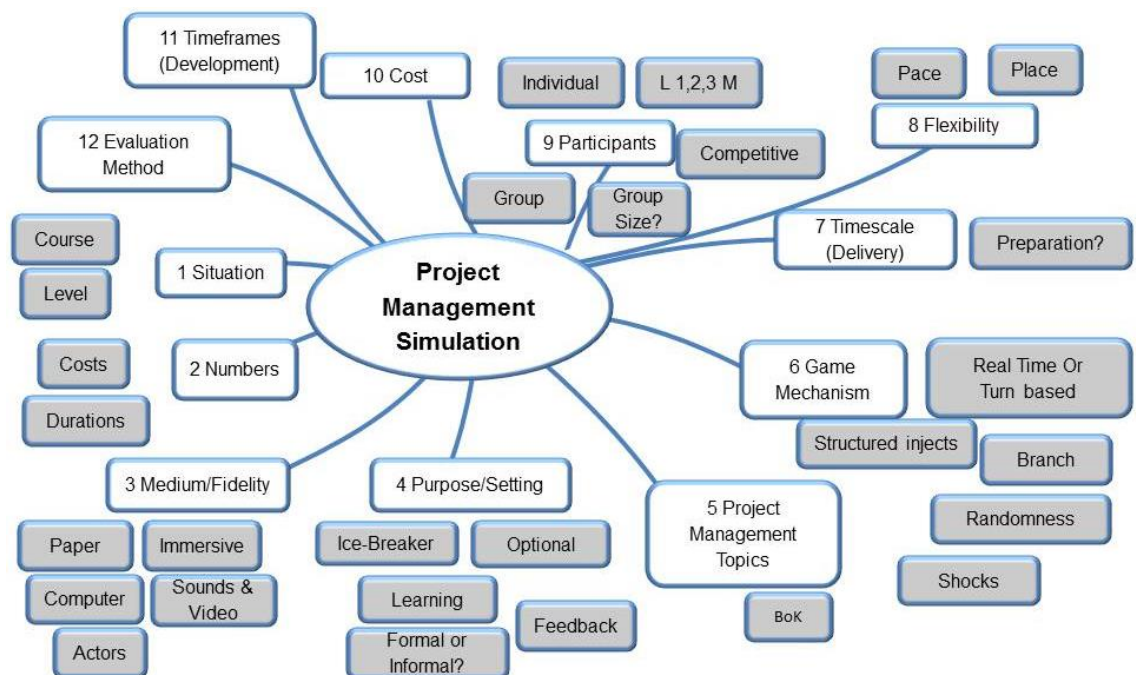 11 Timeframes
(Development)
10 Cost
Individual
L 1,2,3 M
Pace
Place
8 Flexibility
12 Evaluation
Method
9 Participants
Competitive
Group
Group
Size?
Course
Level
1 Situation
Project
Management
Simulation
7 Timescale
(Delivery)
Preparation?
2 Numbers
Costs
Durations
6 Game
Mechanism
Real Time Or
Turn based
Structured injects
Branch
Randomness
Shocks
3 Medium/Fidelity
Paper
Immersive
Computer
Sounds &
Video
Actors
4 Purpose/Setting
Ice-Breaker
Optional
Learning
Feedback
Formal or
Informal?
5 Project
Management
Topics
BoK